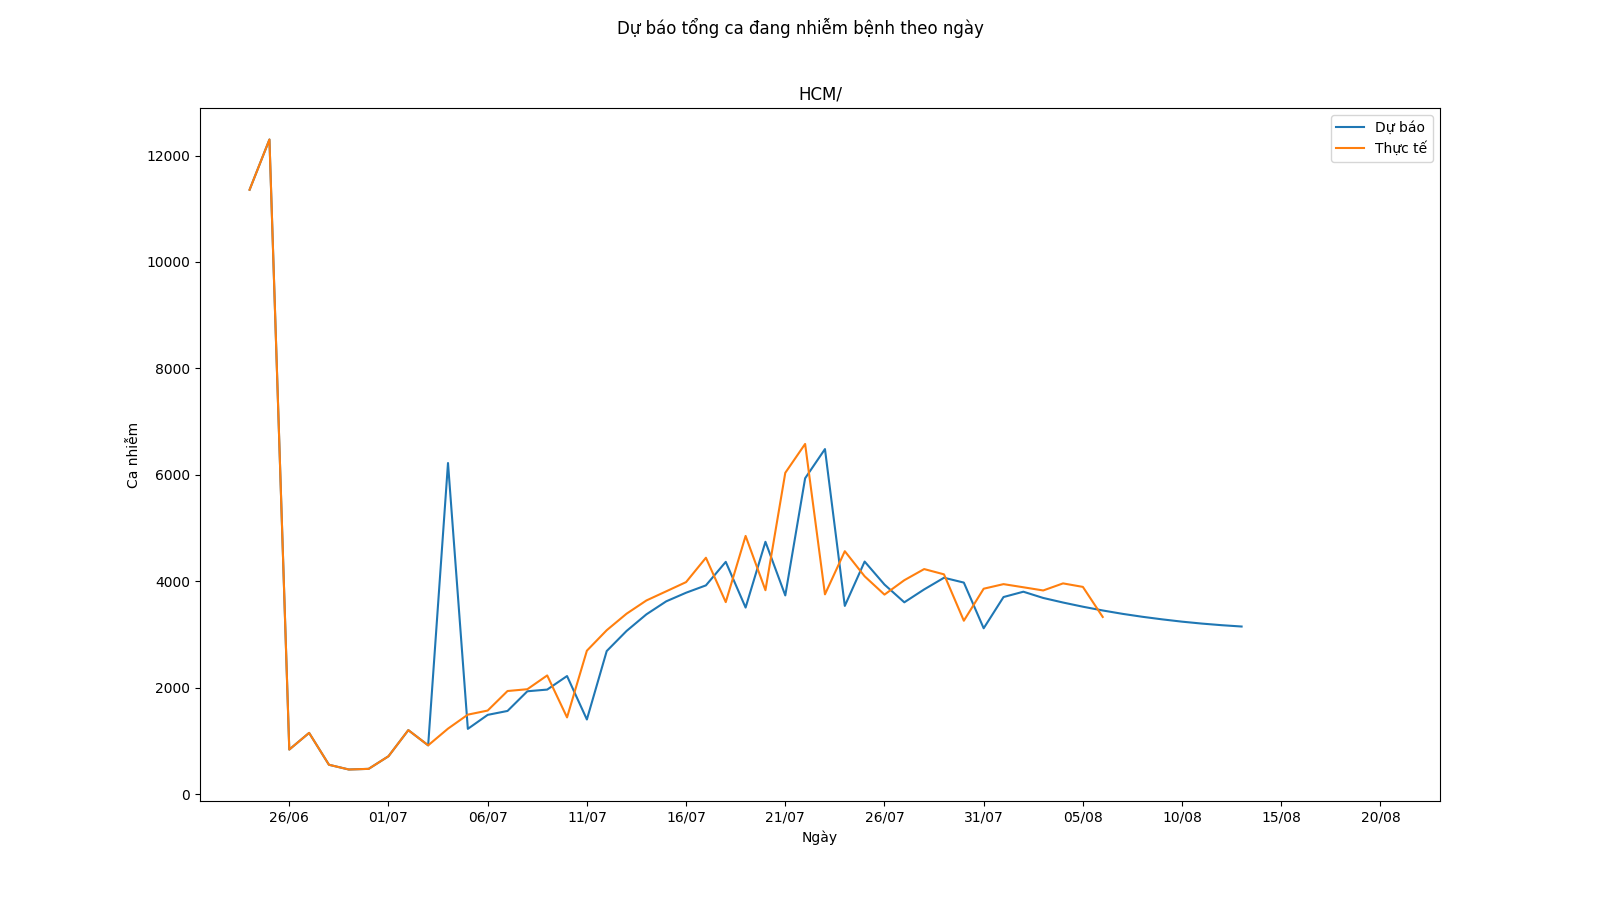 Dự báo tổng ca đang nhiễm bệnh theo ngày
HCM/
Dự báo
Thực tế
12000
10000
8000
6000
4000
2000
0
Ca nhiễm
26/06 01/07 06/07 11/07 16/07 21/07 26/07 31/07 05/08 10/08 15/08 20/08
Ngày